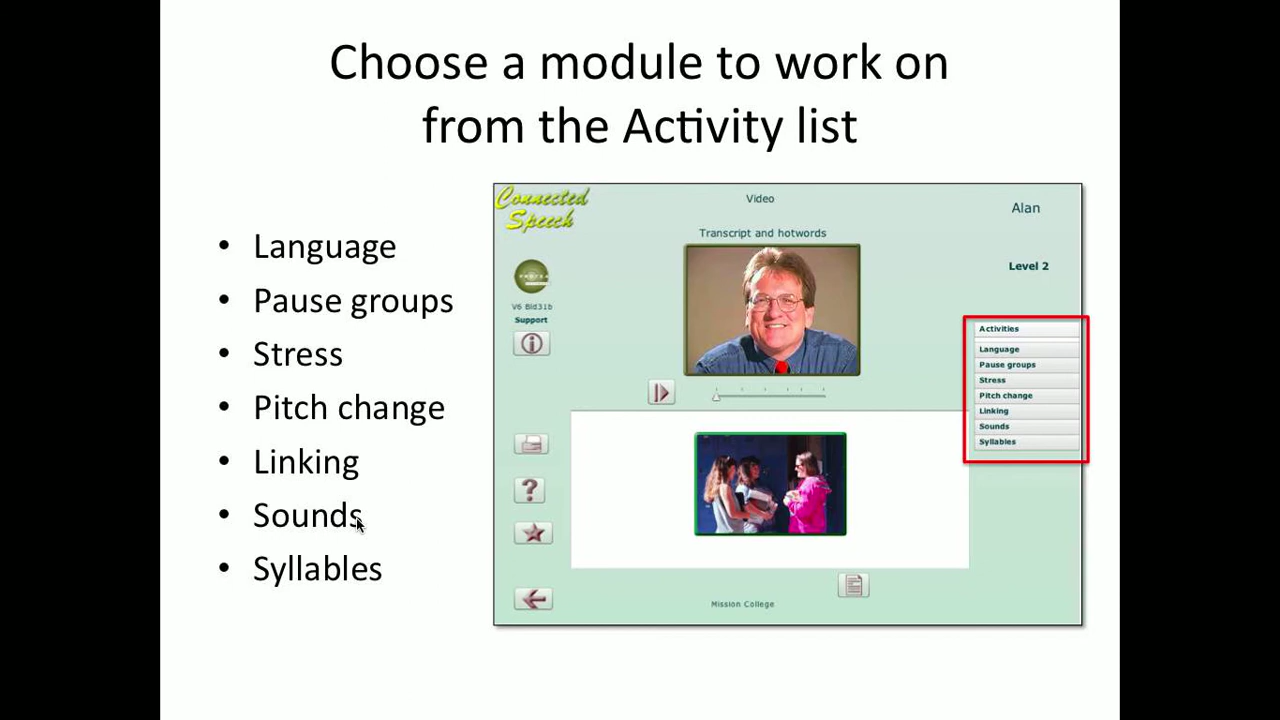 Choose a module to work on
from the Activity list
• Language
• Pause groups
• Stress
• Pitch change
• Linking
• Sounds
• Syllables
Connected
Speech
Video
Alan
Transcript and hotwords
Level 2
V6 Bld31b
Support
Activities
Language
Pause groups
Stress
Pitch change
Linking
Sounds
Syllables
?
Mission College